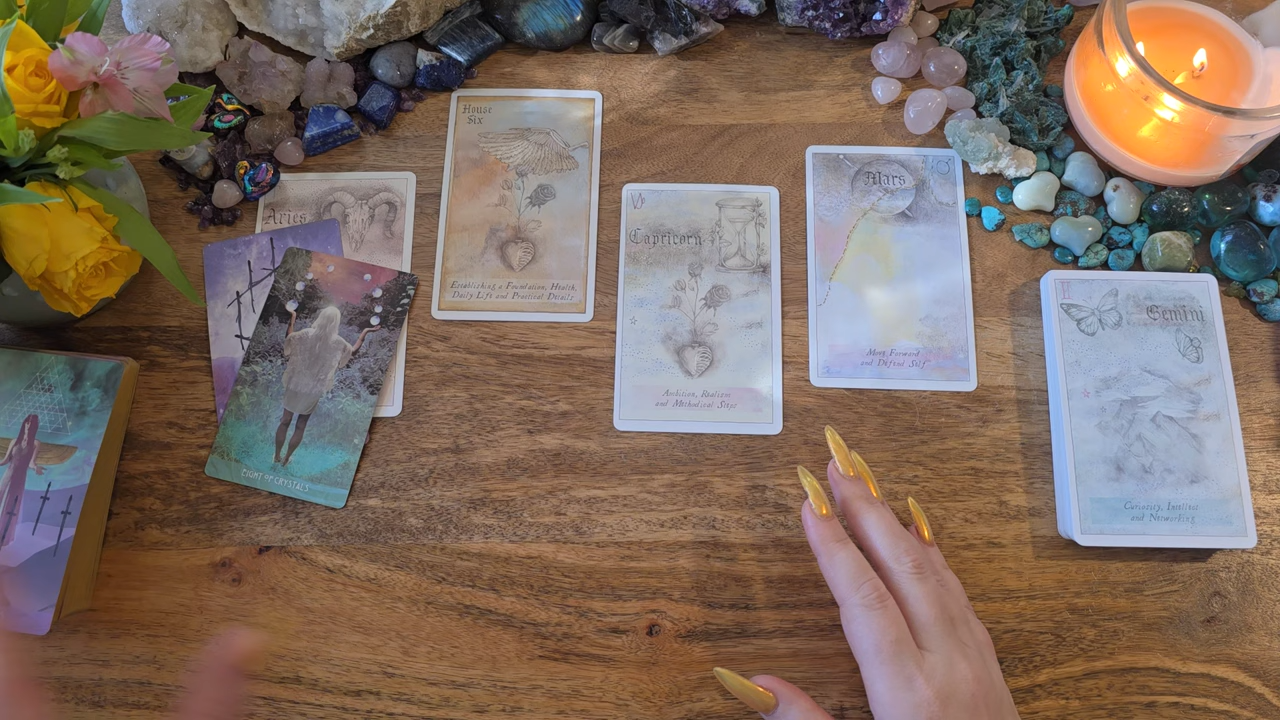 House
Six
Establishing a Foundation, Health,
Daily Life and Practical Details
Aries
EIGHT OF CRYSTALS
Capricorn
Ambition, Realism
and Methodical Steps
Mars
Move Forward
and Defend Self
Gemini
Curiosity, Intellect
and Networking